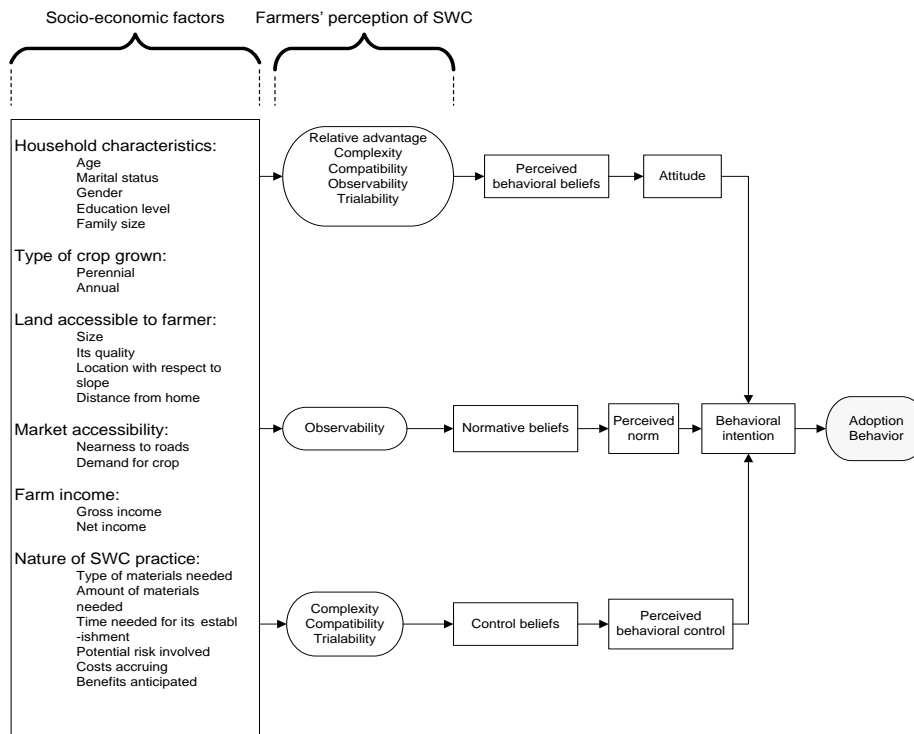 Socio-economic factors
Farmers' perception of SWC
Household characteristics:
Age
Marital status
Gender
Education level
Family size
Type of crop grown:
Perennial
Annual
Land accessible to farmer:
Size
Its quality
Location with respect to
slope
Distance from home
Market accessibility:
Nearness to roads
Demand for crop
Farm income:
Gross income
Net income
Nature of SWC practice:
Type of materials needed
Amount of materials
needed
Time needed for its establ
-ishment
Potential risk involved
Costs accruing
Benefits anticipated
Relative advantage
Complexity
Compatibility
Observability
Trialability
Perceived
behavioral beliefs
Attitude
Observability
Normative beliefs
Perceived
norm
Behavioral
intention
Adoption
Behavior
Complexity
Compatibility
Trialability
Control beliefs
Perceived
behavioral control